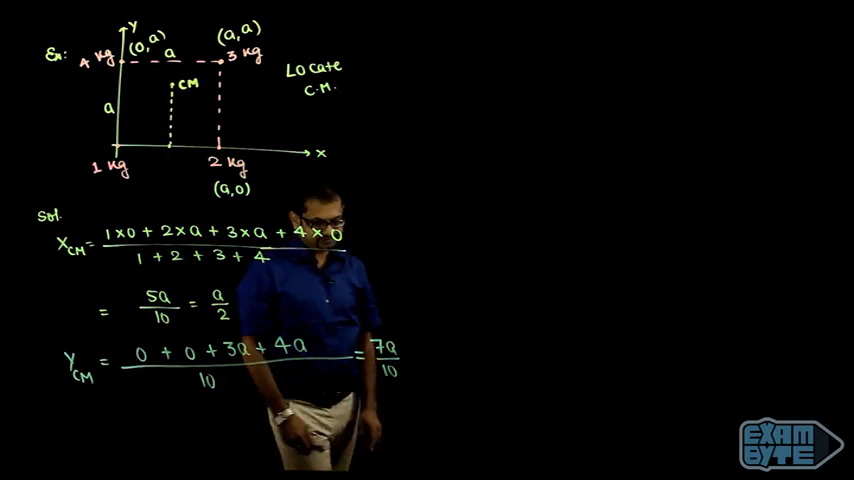 Y
Ex:
4 kg
(0,a)
a
(a,a)
3 kg
CM
Locate
C.M.
a
X
1 kg
2 kg
(a,0)
Sol.
X_CM = 1×0 + 2×a + 3×a + 4×0
1 + 2 + 3 + 4
= 5a/10 = a/2
Y_CM = 0 + 0 + 3a + 4a = 7a
10 10
EXAM
BYTE